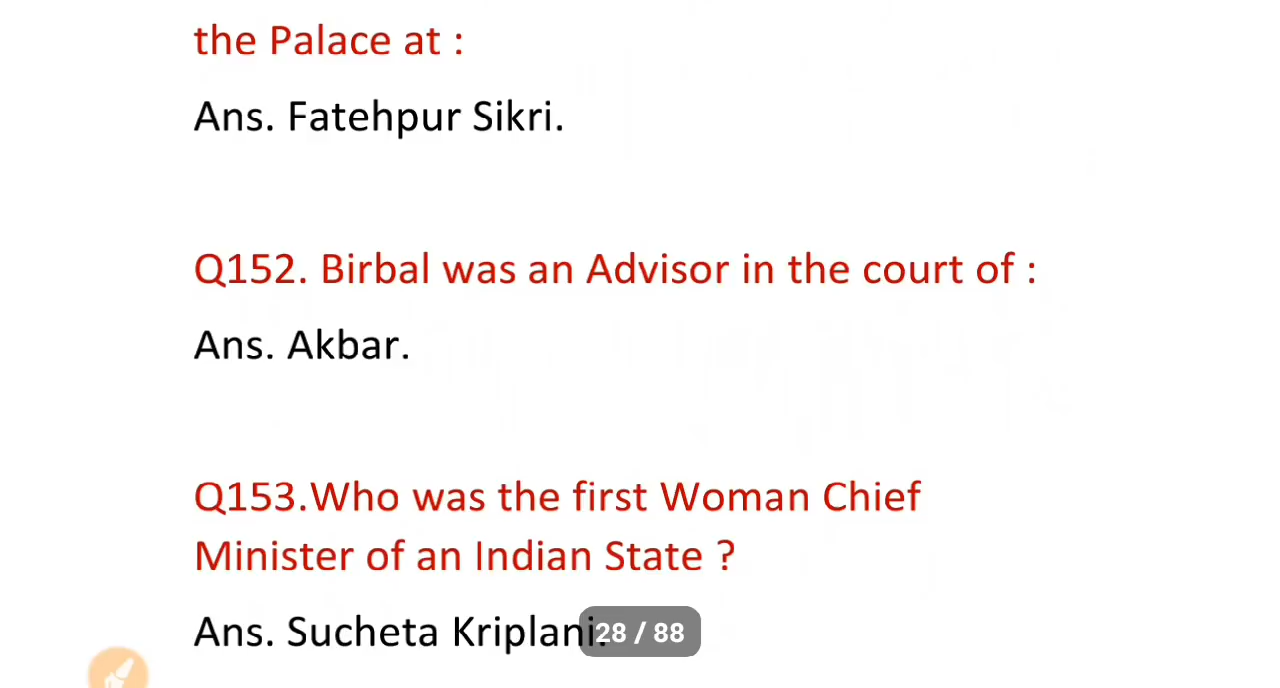 the Palace at :
Ans. Fatehpur Sikri.
Q152. Birbal was an Advisor in the court of :
Ans. Akbar.
Q153.Who was the first Woman Chief
Minister of an Indian State ?
Ans. Sucheta Kriplani.
28 / 88